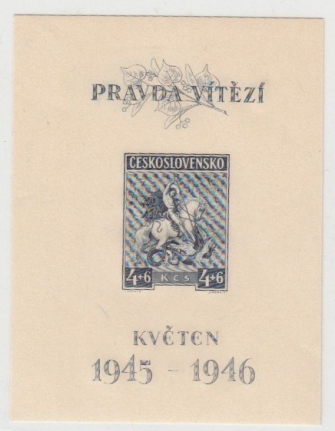 PRAVDA VÍTĚZÍ
ČESKOSLOVENSKO
4+6 KČS 4+6
KVĚTEN
1945 - 1946